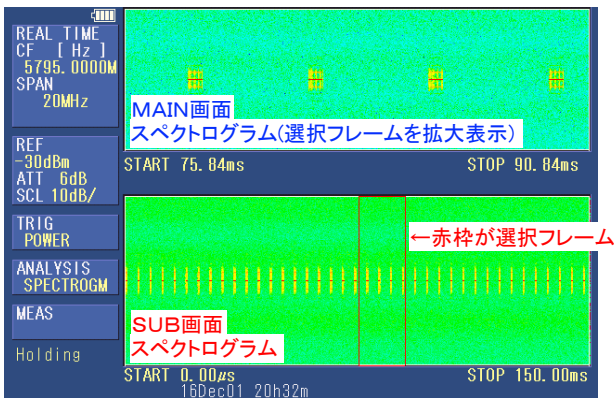 REAL TIME
CF [ Hz ]
5795.0000M
SPAN
20MHz
REF
-30dBm
ATT 6dB
SCL 10dB/
TRIG
POWER
ANALYSIS
SPECTROGM
MEAS
Holding
MAIN画面
スペクトログラム(選択フレームを拡大表示)
START 75.84ms
STOP 90.84ms
←赤枠が選択フレーム
SUB画面
スペクトログラム
START 0.00μs
STOP 150.00ms
16Dec01 20h32m